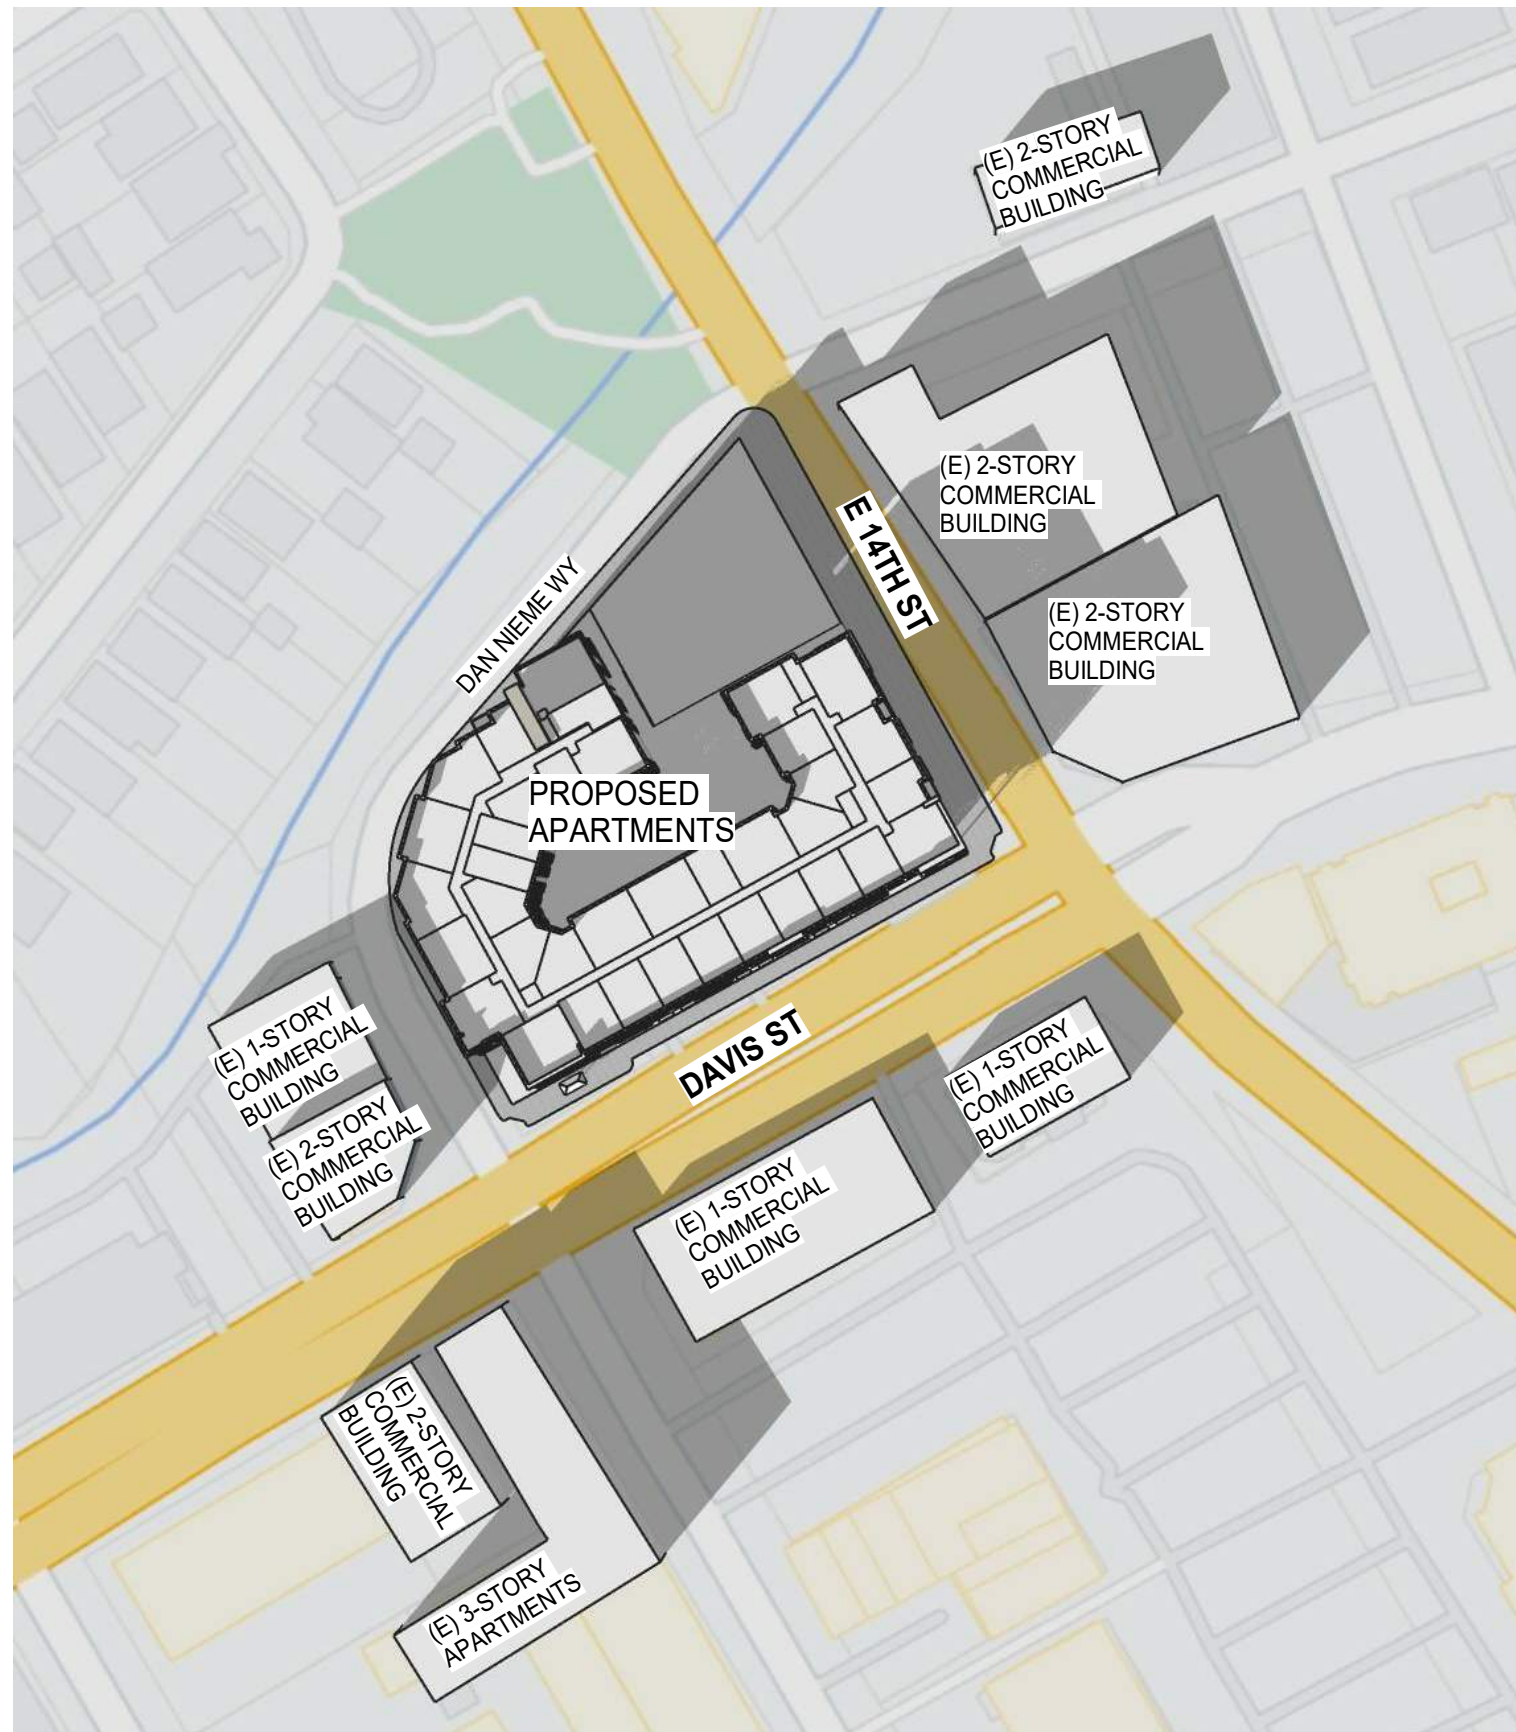 (E) 2-STORY
COMMERCIAL
BUILDING
(E) 2-STORY
COMMERCIAL
BUILDING
E 14TH ST
(E) 2-STORY
COMMERCIAL
BUILDING
DAN NIEME WY
PROPOSED
APARTMENTS
(E) 1-STORY
COMMERCIAL
BUILDING
(E) 2-STORY
COMMERCIAL
BUILDING
DAVIS ST
(E) 1-STORY
COMMERCIAL
BUILDING
(E) 1-STORY
COMMERCIAL
BUILDING
(E) 2-STORY
COMMERCIAL
BUILDING
(E) 3-STORY
APARTMENTS